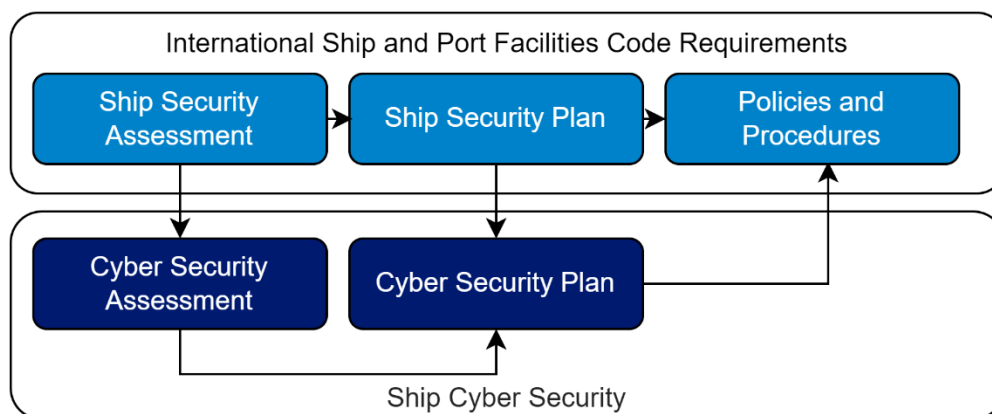 International Ship and Port Facilities Code Requirements
Ship Security
Assessment
Ship Security Plan
Policies and
Procedures
Cyber Security
Assessment
Cyber Security Plan
Ship Cyber Security